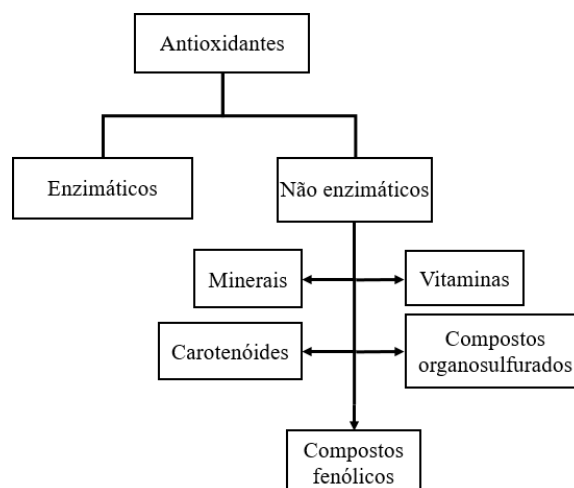 Antioxidantes
Enzimáticos
Não enzimáticos
Minerais
Vitaminas
Carotenóides
Compostos
organosulfurados
Compostos
fenólicos